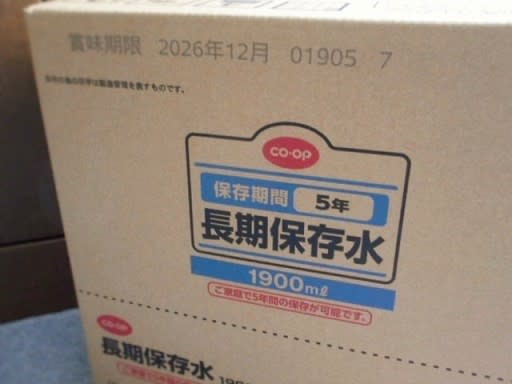 賞味期限 2026年12月 01905 7
CO・OP
保存期間 5年
長期保存水
1900mℓ
ご家庭で5年間の保存が可能です。
CO・OP
長期保存水